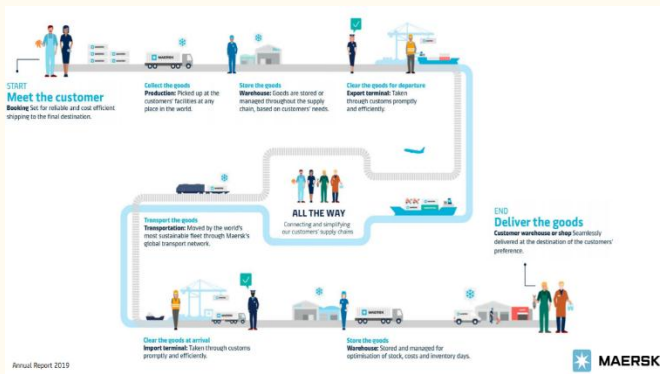 START
Meet the customer
Booking Set for reliable and cost efficient
shipping to the final destination.
MAERSK
Collect the goods
Production: Picked up at the
customers' facilities at any
place in the world.
Store the goods
Warehouse: Goods are stored or
managed throughout the supply
chain, based on customers' needs.
Clear the goods for departure
Export terminal: Taken
through customs promptly
and efficiently.
ALL THE WAY
Connecting and simplifying
our customers' supply chains
Transport the goods
Transportation: Moved by the world's
most sustainable fleet through Maersk's
global transport network.
END
Deliver the goods
Customer warehouse or shop Seamlessly
delivered at the destination of the customers'
preference.
MAERSK
Clear the goods at arrival
Import terminal: Taken through customs
promptly and efficiently.
Store the goods
Warehouse: Stored and managed for
optimisation of stock, costs and inventory days.
Annual Report 2019
MAERSK